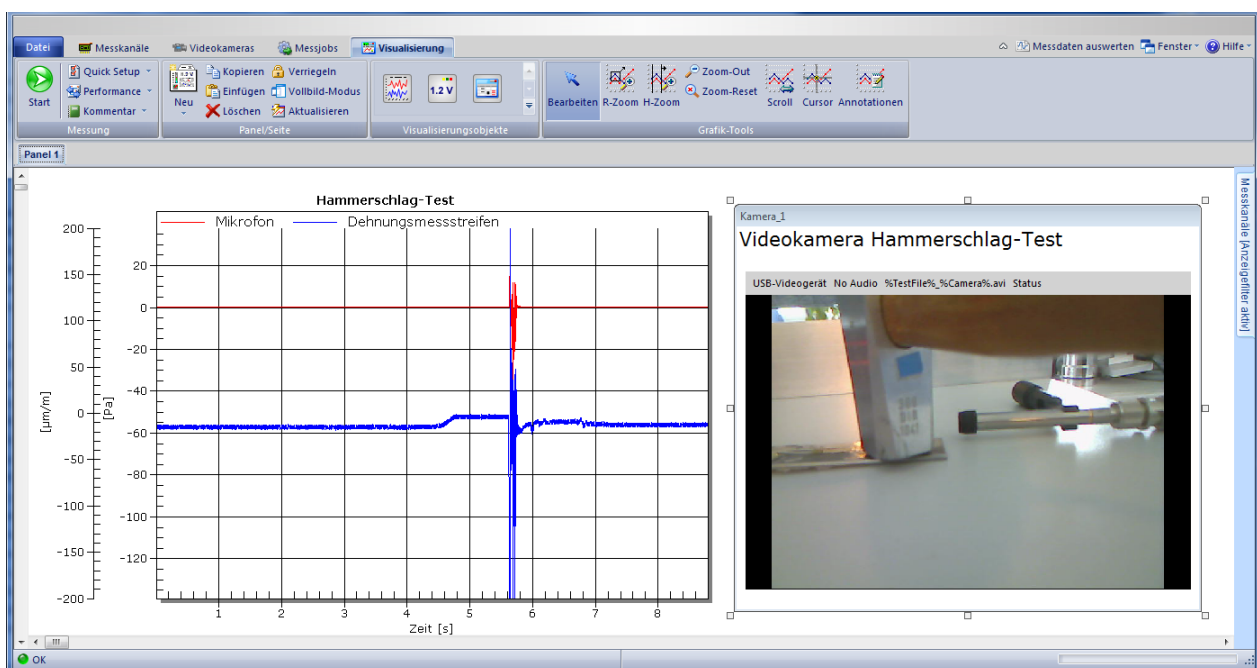 Datei Messkanäle Videokameras Messjobs Visualisierung Messdaten auswerten Fenster Hilfe
Start
Quick Setup
Performance
Kommentar
Messung
Neu
Kopieren Verriegeln
Einfügen Vollbild-Modus
Löschen Aktualisieren
Panel/Seite
1.2 V
Visualisierungsobjekte
Bearbeiten R-Zoom H-Zoom
Zoom-Out
Zoom-Reset
Scroll Cursor Annotationen
Grafik-Tools
Panel 1
Messkanäle [Anzeigefilter aktiv]
Hammerschlag-Test
Mikrofon Dehnungsmessstreifen
200
150
100
50
0
-50
-100
-150
-200
[µm/m]
20
0
-20
-40
-60
-80
-100
-120
[Pa]
1 2 3 4 5 6 7 8
Zeit [s]
Kamera_1
Videokamera Hammerschlag-Test
USB-Videogerät No Audio %TestFile%_%Camera%.avi Status
OK